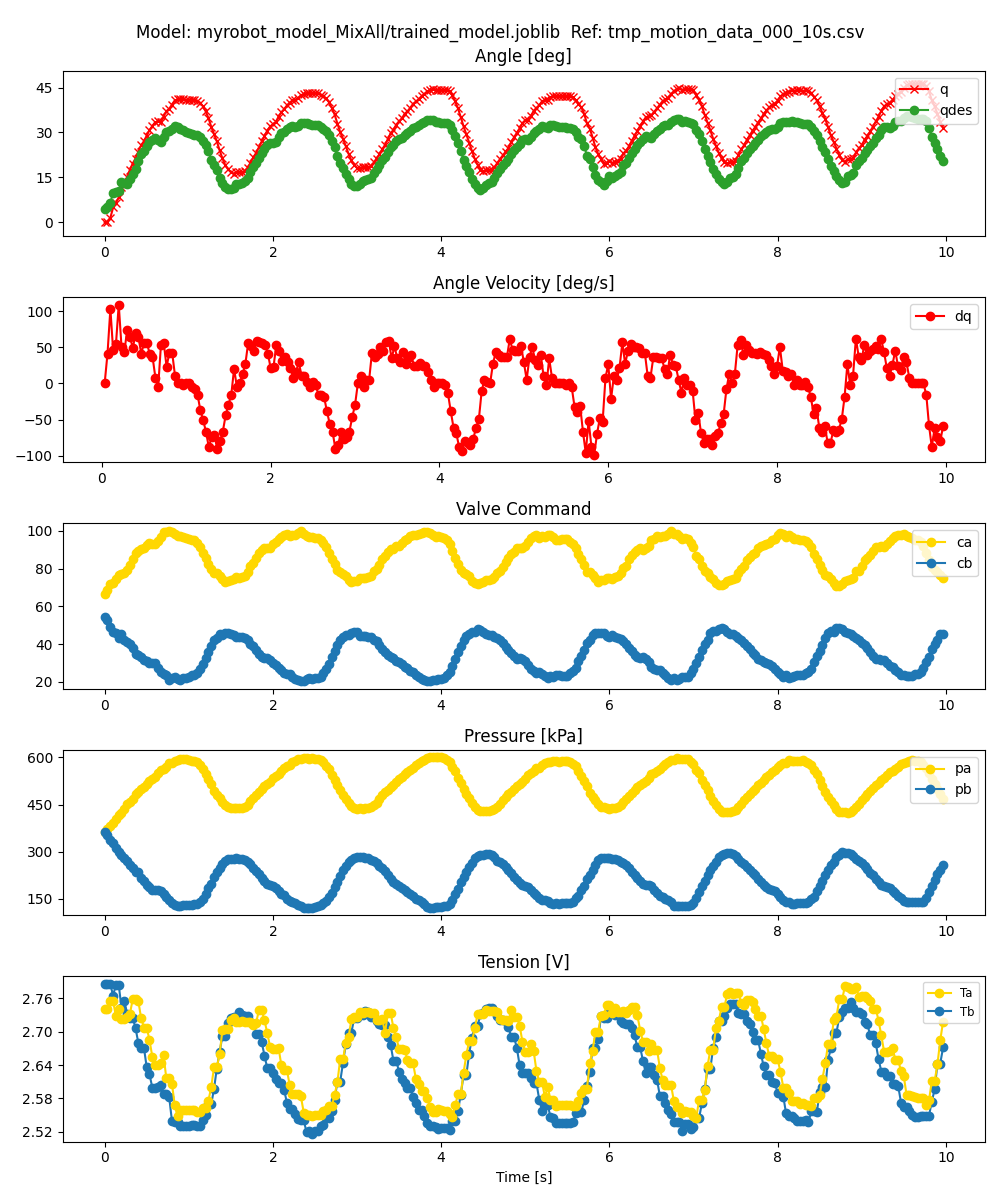 Model: myrobot_model_MixAll/trained_model.joblib  Ref: tmp_motion_data_000_10s.csv
Angle [deg]
45
30
15
0
q
qdes
0 2 4 6 8 10
Angle Velocity [deg/s]
100
50
0
−50
−100
dq
0 2 4 6 8 10
Valve Command
100
80
60
40
20
ca
cb
0 2 4 6 8 10
Pressure [kPa]
600
450
300
150
pa
pb
0 2 4 6 8 10
Tension [V]
2.76
2.70
2.64
2.58
2.52
Ta
Tb
0 2 4 6 8 10
Time [s]